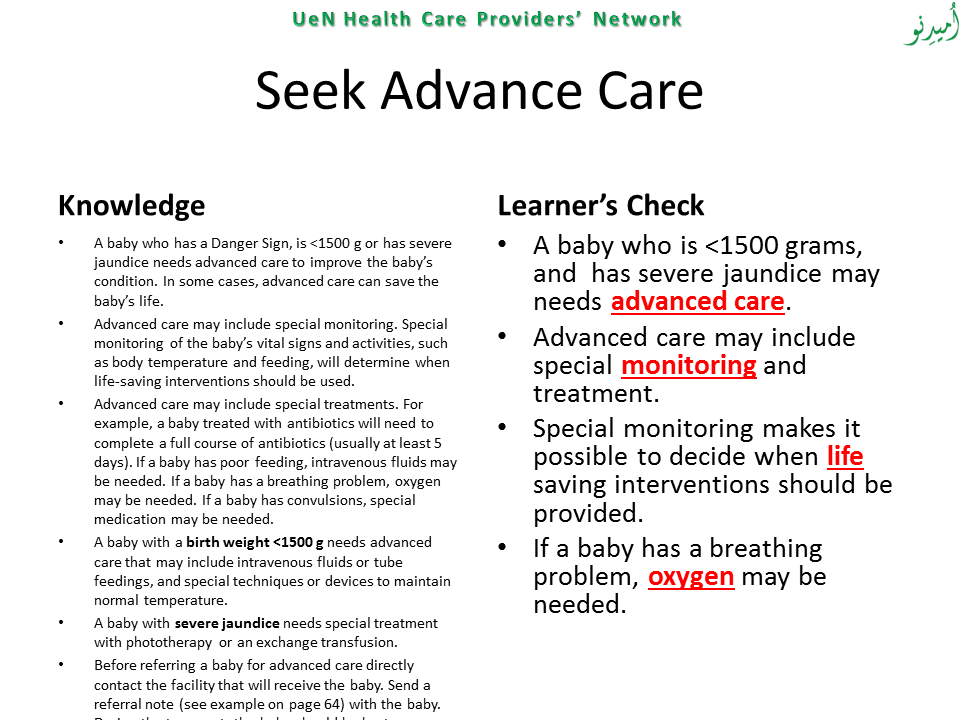 UeN Health Care Providers’ Network
اُمیدِنو
Seek Advance Care
Knowledge
• A baby who has a Danger Sign, is <1500 g or has severe
jaundice needs advanced care to improve the baby’s
condition. In some cases, advanced care can save the
baby’s life.
• Advanced care may include special monitoring. Special
monitoring of the baby’s vital signs and activities, such
as body temperature and feeding, will determine when
life-saving interventions should be used.
• Advanced care may include special treatments. For
example, a baby treated with antibiotics will need to
complete a full course of antibiotics (usually at least 5
days). If a baby has poor feeding, intravenous fluids may
be needed. If a baby has a breathing problem, oxygen
may be needed. If a baby has convulsions, special
medication may be needed.
• A baby with a birth weight <1500 g needs advanced
care that may include intravenous fluids or tube
feedings, and special techniques or devices to maintain
normal temperature.
• A baby with severe jaundice needs special treatment
with phototherapy or an exchange transfusion.
• Before referring a baby for advanced care directly
contact the facility that will receive the baby. Send a
referral note (see example on page 64) with the baby.
Learner’s Check
• A baby who is <1500 grams,
and has severe jaundice may
needs advanced care.
• Advanced care may include
special monitoring and
treatment.
• Special monitoring makes it
possible to decide when life
saving interventions should be
provided.
• If a baby has a breathing
problem, oxygen may be
needed.